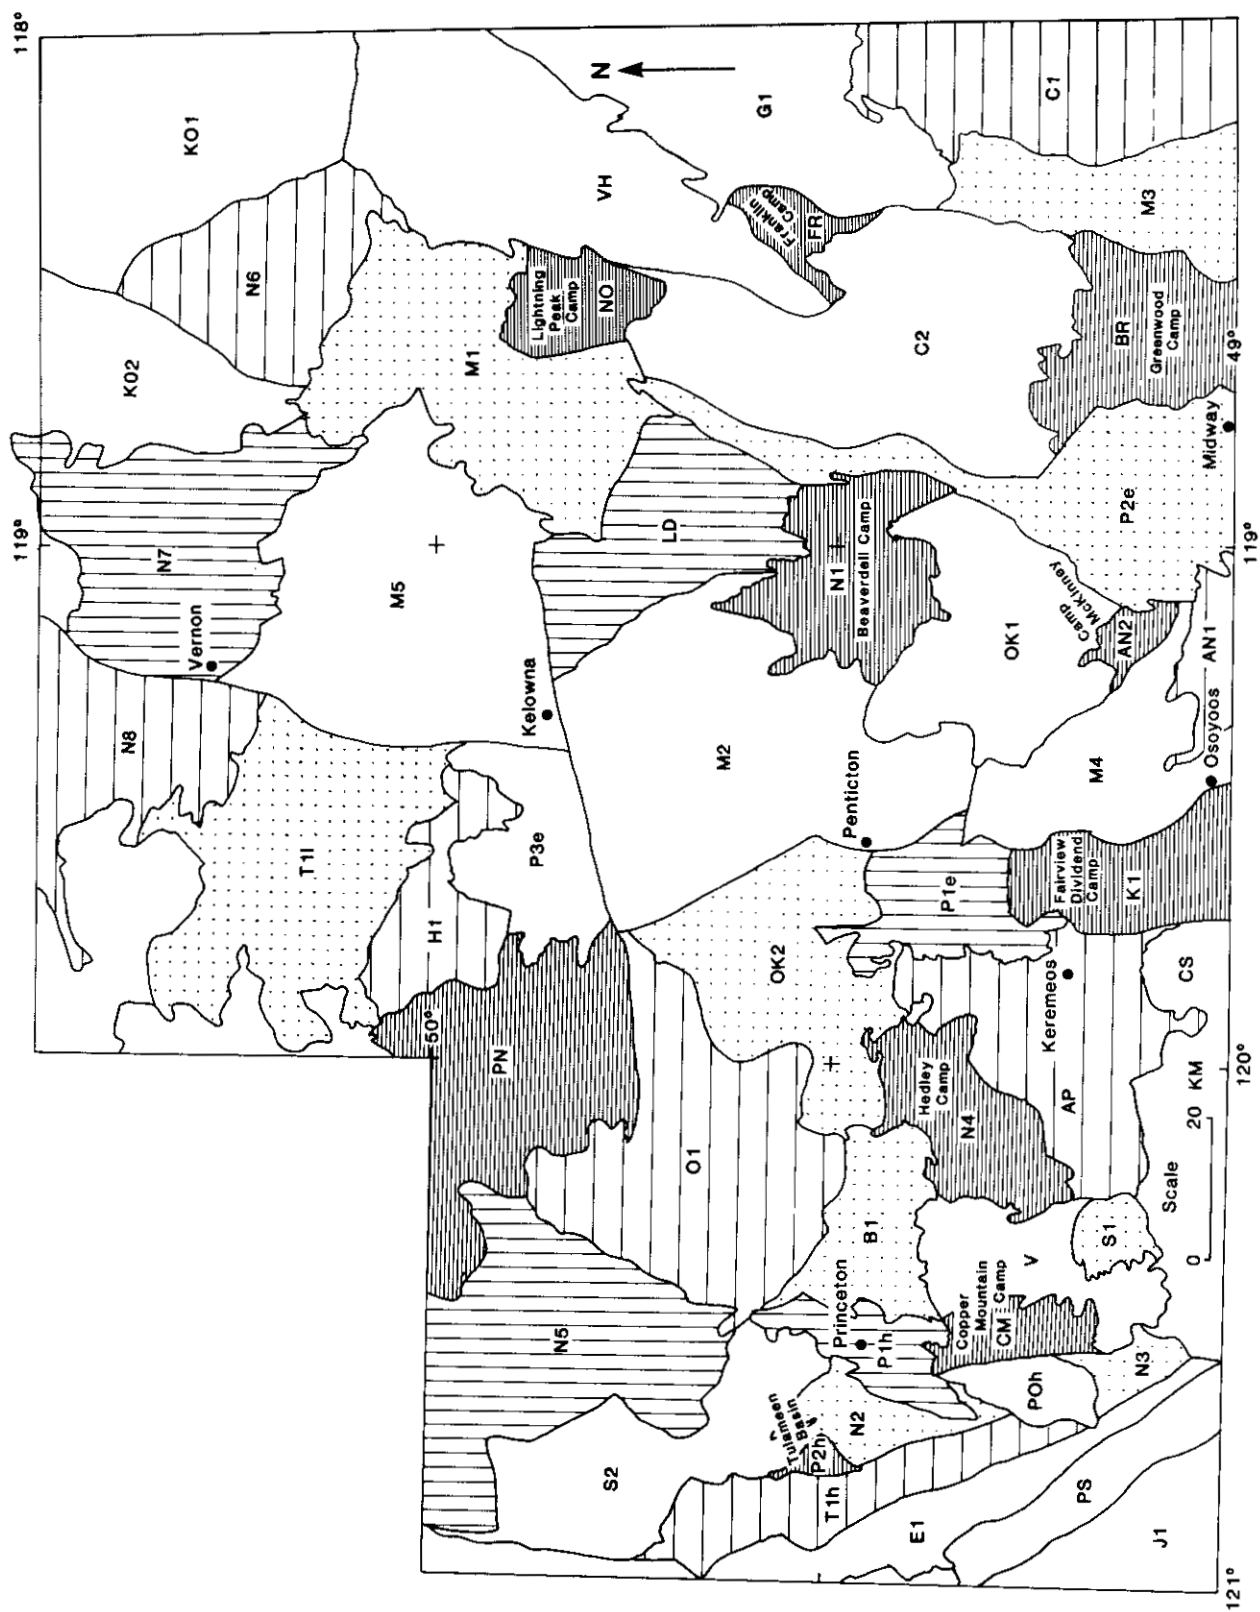 118°
119°
N
KO1
N6
K02
VH
G1
C1
M3
Franklin
Camp
FR
Lightning
Peak
Camp
NO
M1
C2
BR
Greenwood
Camp
49°
Midway
N7
Vernon
M5
LD
N1
Beaverdell Camp
P2e
McKinney
Camp
AN2
AN1
OK1
119°
N8
Kelowna
M2
M4
Osoyoos
Penticton
T1l
P3e
H1
P1e
Fairview
Dividend
Camp
K1
OK2
50°
PN
Keremeos
CS
Hedley
Camp
N4
AP
120°
O1
B1
V
S1
Scale
0
20
KM
N5
Princeton
P1h
Copper
Mountain
CM Camp
N3
POh
Tulameen
Basin
P2h
N2
S2
T1h
E1
PS
J1
121°